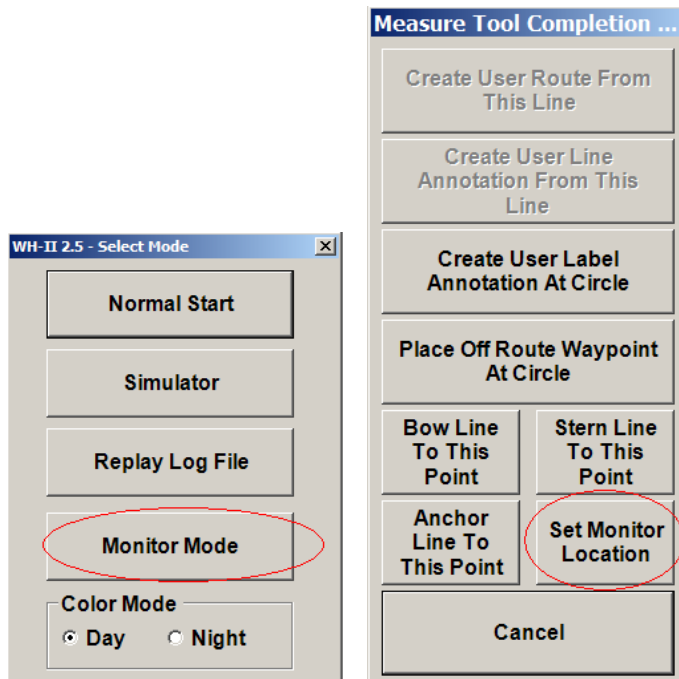 WH-II 2.5 - Select Mode
Normal Start
Simulator
Replay Log File
Monitor Mode
Color Mode
Day
Night
Measure Tool Completion ...
Create User Route From
This Line
Create User Line
Annotation From This
Line
Create User Label
Annotation At Circle
Place Off Route Waypoint
At Circle
Bow Line
To This
Point
Stern Line
To This
Point
Anchor
Line To
This Point
Set Monitor
Location
Cancel